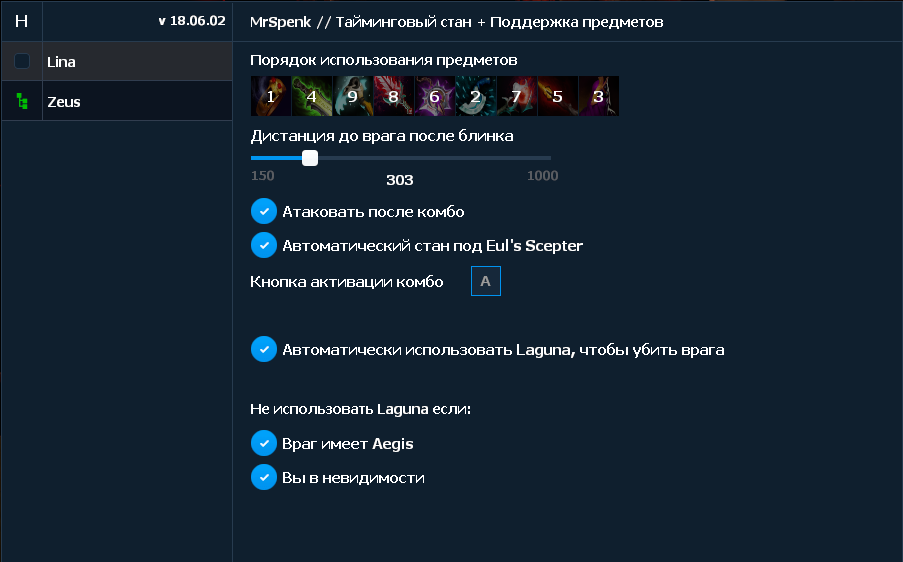 H v 18.06.02 MrSpenk // Тайминговый стан + Поддержка предметов
Lina
Zeus
Порядок использования предметов
1 4 9 8 6 2 7 5 3
Дистанция до врага после блинка
150 303 1000
Атаковать после комбо
Автоматический стан под Eul's Scepter
Кнопка активации комбо A
Автоматически использовать Laguna, чтобы убить врага
Не использовать Laguna если:
Враг имеет Aegis
Вы в невидимости